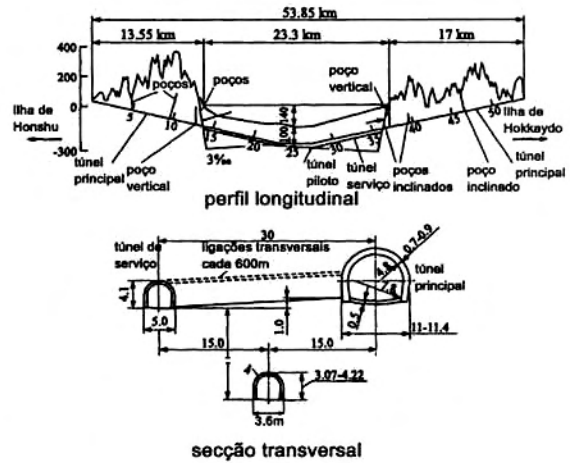 53.85 km
13.55 km
23.3 km
17 km
400
200
0
-300
poços
poços
poço
vertical
Ilha de
Honshu
Ilha de
Hokkaydo
5
10
15
20
25
30
35
40
45
50
140
100
3‰
túnel
principal
poço
vertical
túnel
piloto
túnel
serviço
poços
inclinados
poço
inclinado
túnel
principal
perfil longitudinal
30
túnel de
serviço
ligações transversais
cada 600m
0.7-0.9
4.8
túnel
principal
4.1
5.0
1.0
0.5
11-11.4
15.0
15.0
3.07-4.22
3.6m
secção transversal